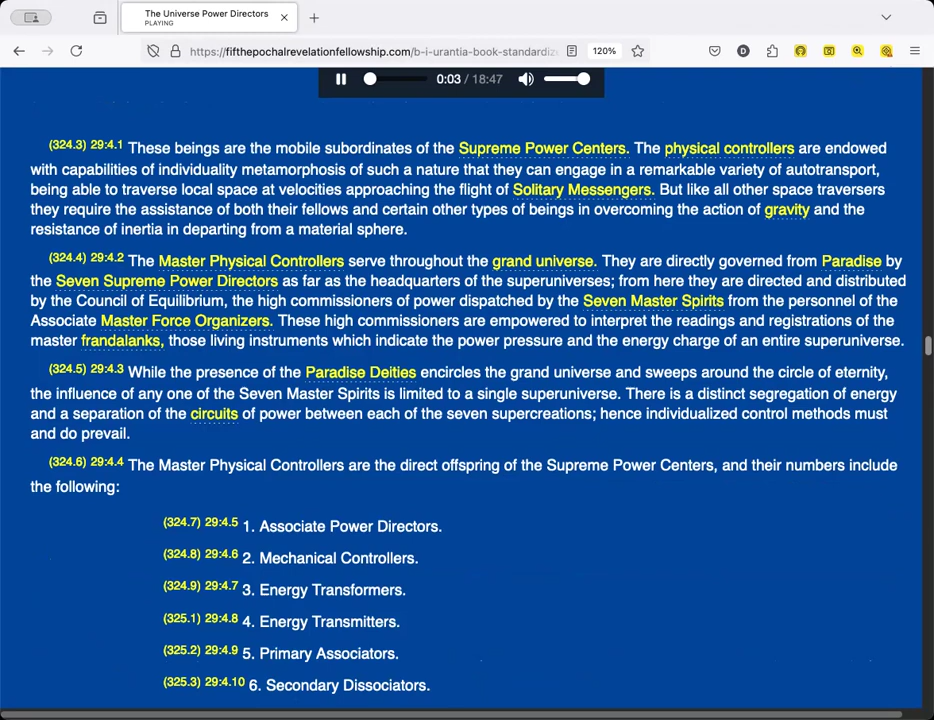 The Universe Power Directors
PLAYING
https://fifthepochalrevelationfellowship.com/b-i-urantia-book-standardiz
120%
0:03 / 18:47
(324.3) 29:4.1 These beings are the mobile subordinates of the Supreme Power Centers. The physical controllers are endowed
with capabilities of individuality metamorphosis of such a nature that they can engage in a remarkable variety of autotransport,
being able to traverse local space at velocities approaching the flight of Solitary Messengers. But like all other space traversers
they require the assistance of both their fellows and certain other types of beings in overcoming the action of gravity and the
resistance of inertia in departing from a material sphere.
(324.4) 29:4.2 The Master Physical Controllers serve throughout the grand universe. They are directly governed from Paradise by
the Seven Supreme Power Directors as far as the headquarters of the superuniverses; from here they are directed and distributed
by the Council of Equilibrium, the high commissioners of power dispatched by the Seven Master Spirits from the personnel of the
Associate Master Force Organizers. These high commissioners are empowered to interpret the readings and registrations of the
master frandalanks, those living instruments which indicate the power pressure and the energy charge of an entire superuniverse.
(324.5) 29:4.3 While the presence of the Paradise Deities encircles the grand universe and sweeps around the circle of eternity,
the influence of any one of the Seven Master Spirits is limited to a single superuniverse. There is a distinct segregation of energy
and a separation of the circuits of power between each of the seven supercreations; hence individualized control methods must
and do prevail.
(324.6) 29:4.4 The Master Physical Controllers are the direct offspring of the Supreme Power Centers, and their numbers include
the following:
(324.7) 29:4.5 1. Associate Power Directors.
(324.8) 29:4.6 2. Mechanical Controllers.
(324.9) 29:4.7 3. Energy Transformers.
(325.1) 29:4.8 4. Energy Transmitters.
(325.2) 29:4.9 5. Primary Associators.
(325.3) 29:4.10 6. Secondary Dissociators.